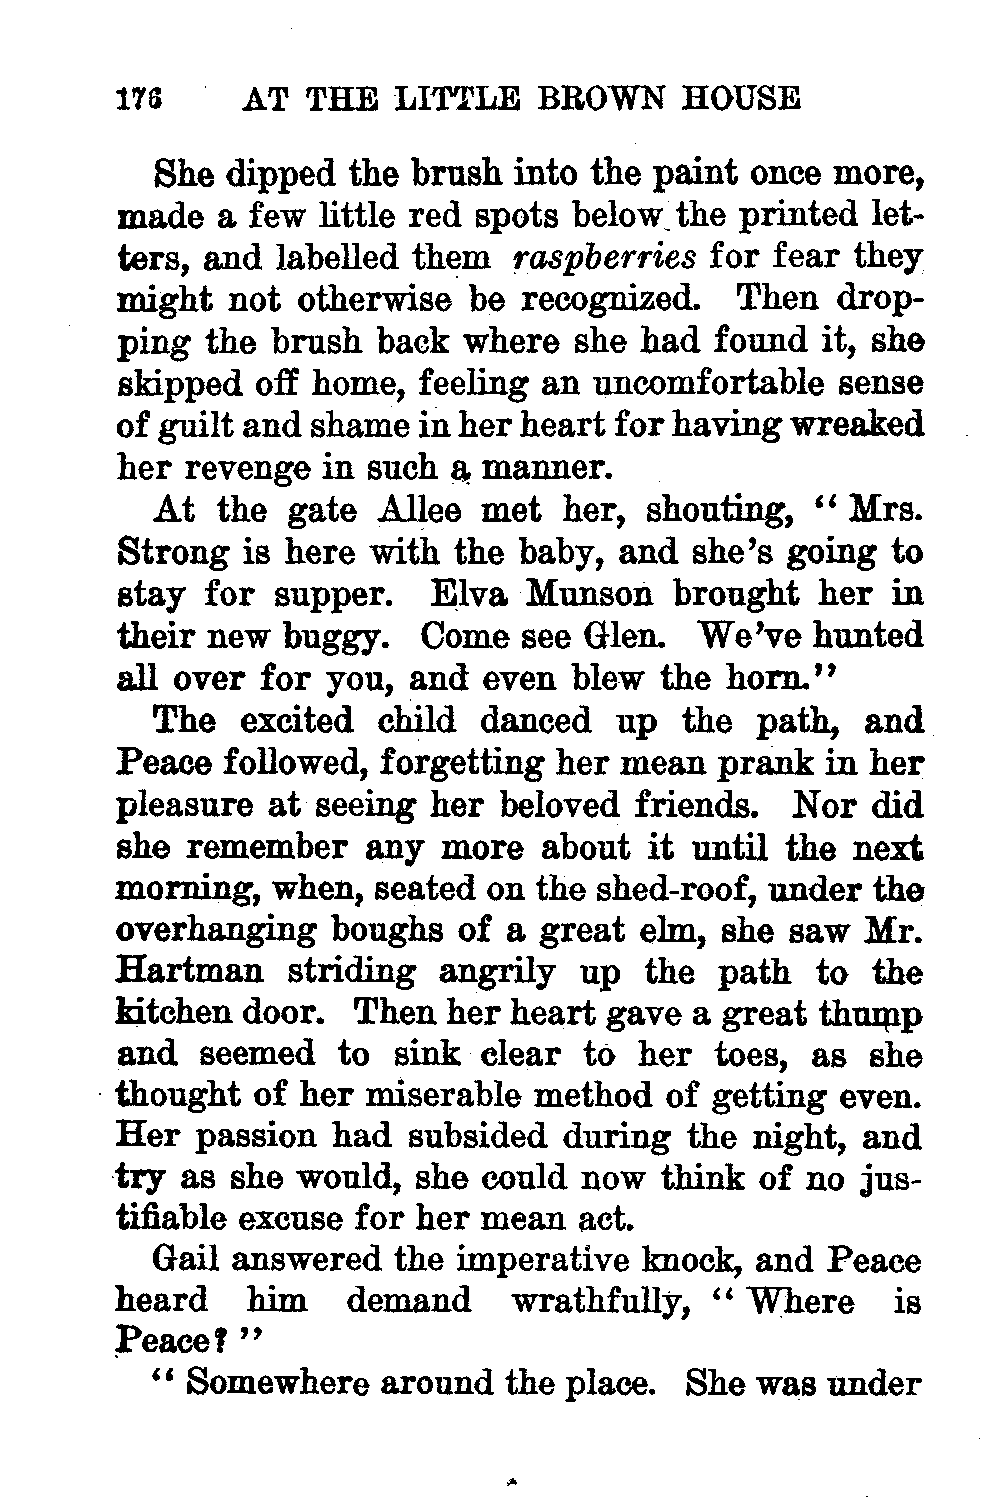 176 AT THE LITTLE BROWN HOUSE
She dipped the brush into the paint once more,
made a few little red spots below the printed let-
ters, and labelled them raspberries for fear they
might not otherwise be recognized. Then drop-
ping the brush back where she had found it, she
skipped off home, feeling an uncomfortable sense
of guilt and shame in her heart for having wreaked
her revenge in such a manner.
At the gate Allee met her, shouting, “ Mrs.
Strong is here with the baby, and she’s going to
stay for supper. Elva Munson brought her in
their new buggy. Come see Glen. We’ve hunted
all over for you, and even blew the horn.”
The excited child danced up the path, and
Peace followed, forgetting her mean prank in her
pleasure at seeing her beloved friends. Nor did
she remember any more about it until the next
morning, when, seated on the shed-roof, under the
overhanging boughs of a great elm, she saw Mr.
Hartman striding angrily up the path to the
kitchen door. Then her heart gave a great thump
and seemed to sink clear to her toes, as she
thought of her miserable method of getting even.
Her passion had subsided during the night, and
try as she would, she could now think of no jus-
tifiable excuse for her mean act.
Gail answered the imperative knock, and Peace
heard him demand wrathfully, “ Where is
Peace? ”
“ Somewhere around the place. She was under